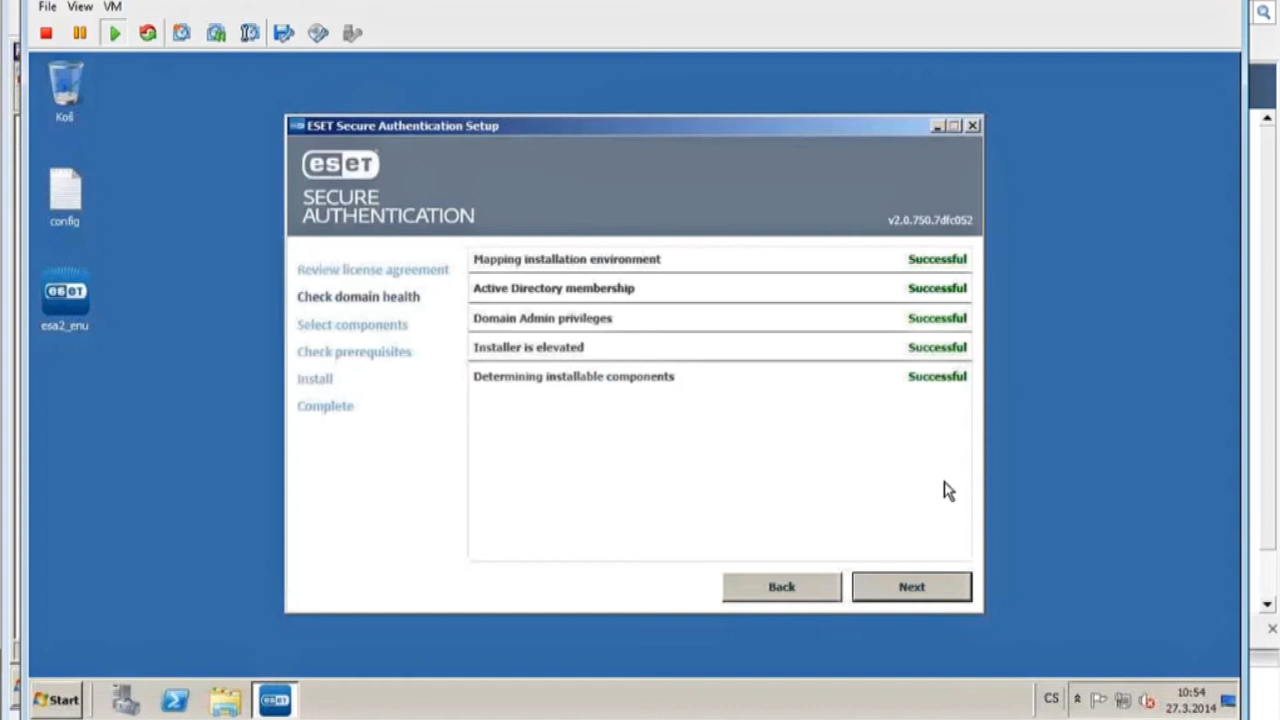 File View VM
Koš
config
eseT
esa2_enu
ESET Secure Authentication Setup
eseT
SECURE
AUTHENTICATION
v2.0.750.7dfc052
Review license agreement
Check domain health
Select components
Check prerequisites
Install
Complete
Mapping installation environment Successful
Active Directory membership Successful
Domain Admin privileges Successful
Installer is elevated Successful
Determining installable components Successful
Back Next
Start
eseT
CS
10:54
27.3.2014